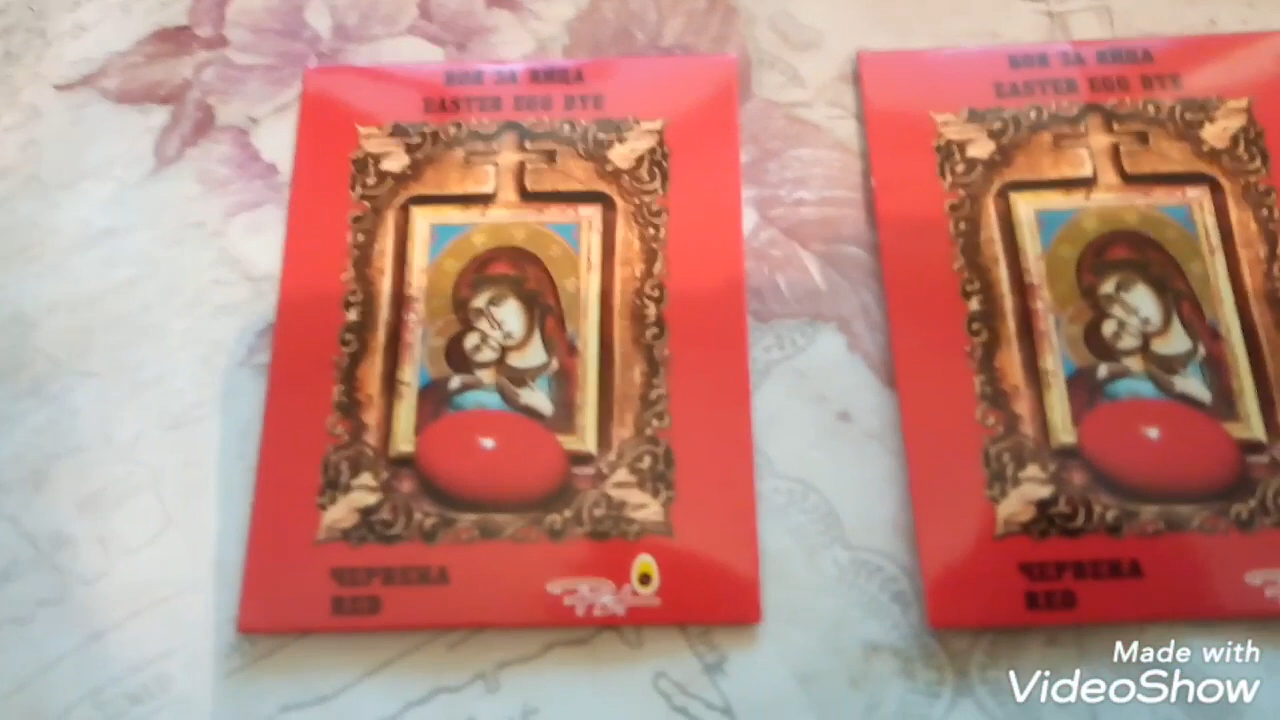 БОЯ ЗА ЯЙЦА
EASTER EGG DYE
ЧЕРВЕНА
RED
БОЯ ЗА ЯЙЦА
EASTER EGG DYE
ЧЕРВЕНА
RED
Made with
VideoShow